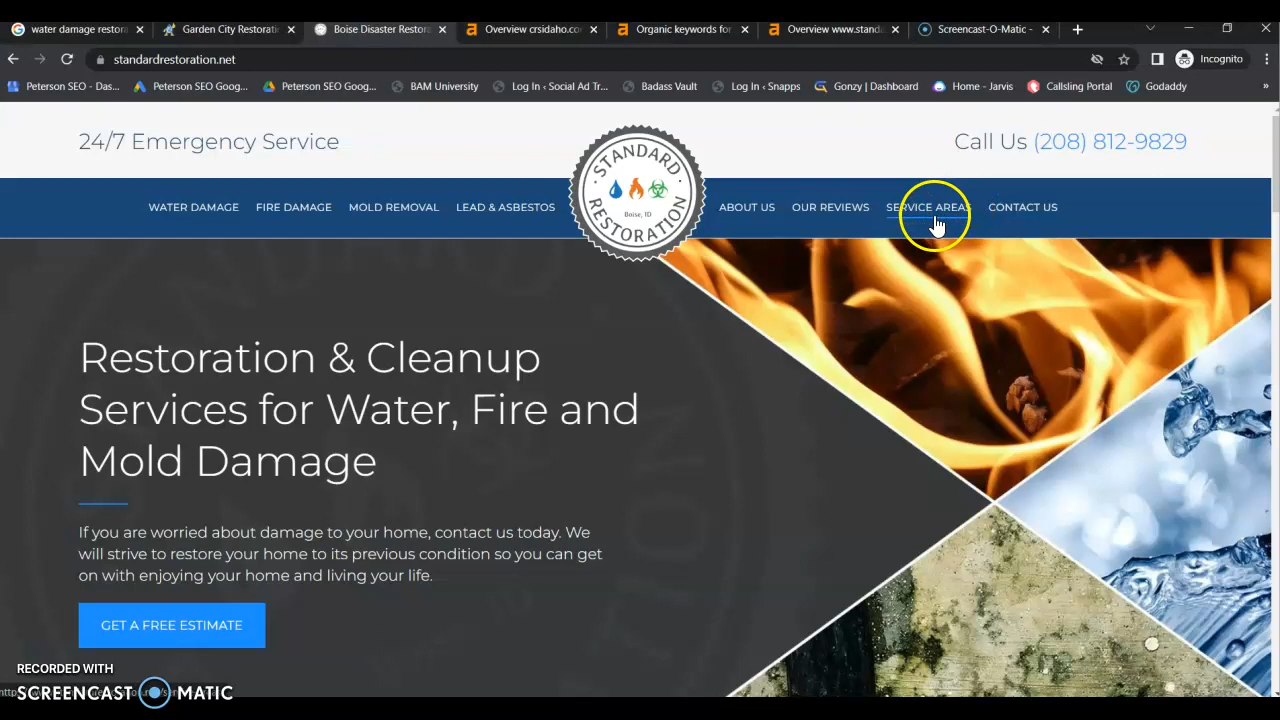 water damage restora
Garden City Restoratio
Boise Disaster Restora
Overview crsidaho.co
Organic keywords for
Overview www.standa
Screencast-O-Matic -
standardrestoration.net
Incognito
Peterson SEO - Das...
Peterson SEO Goog...
Peterson SEO Goog...
BAM University
Log In ‹ Social Ad Tr...
Badass Vault
Log In ‹ Snapps
Gonzy | Dashboard
Home - Jarvis
Callsling Portal
Godaddy
»
24/7 Emergency Service
Call Us (208) 812-9829
WATER DAMAGE
FIRE DAMAGE
MOLD REMOVAL
LEAD & ASBESTOS
STANDARD
Boise, ID
RESTORATION
ABOUT US
OUR REVIEWS
SERVICE AREAS
CONTACT US
Restoration & Cleanup
Services for Water, Fire and
Mold Damage
If you are worried about damage to your home, contact us today. We
will strive to restore your home to its previous condition so you can get
on with enjoying your home and living your life.
GET A FREE ESTIMATE
RECORDED WITH
SCREENCAST MATIC